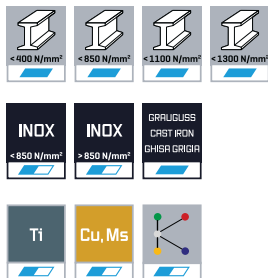 <400 N/mm²
<850 N/mm²
<1100 N/mm²
<1300 N/mm²
INOX
<850 N/mm²
INOX
>850 N/mm²
GRAUGUSS
CAST IRON
GHISA GRIGIA
Ti
Cu, Ms